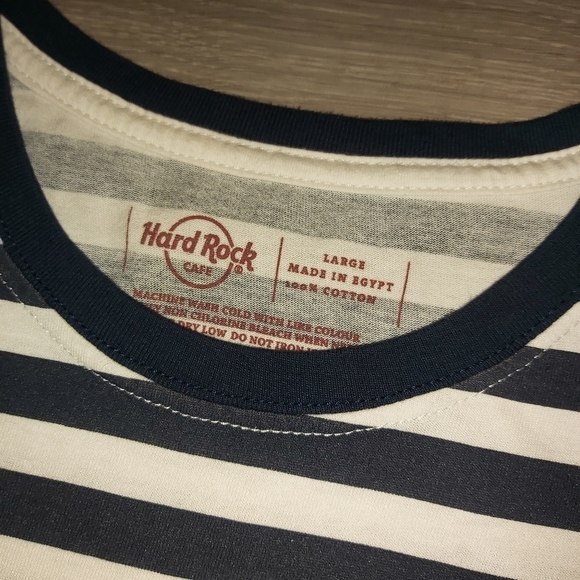 Hard Rock
CAFE ®
LARGE
MADE IN EGYPT
100% COTTON
MACHINE WASH COLD WITH LIKE COLOUR
NON CHLORINE BLEACH WHEN
DRY LOW DO NOT IRON